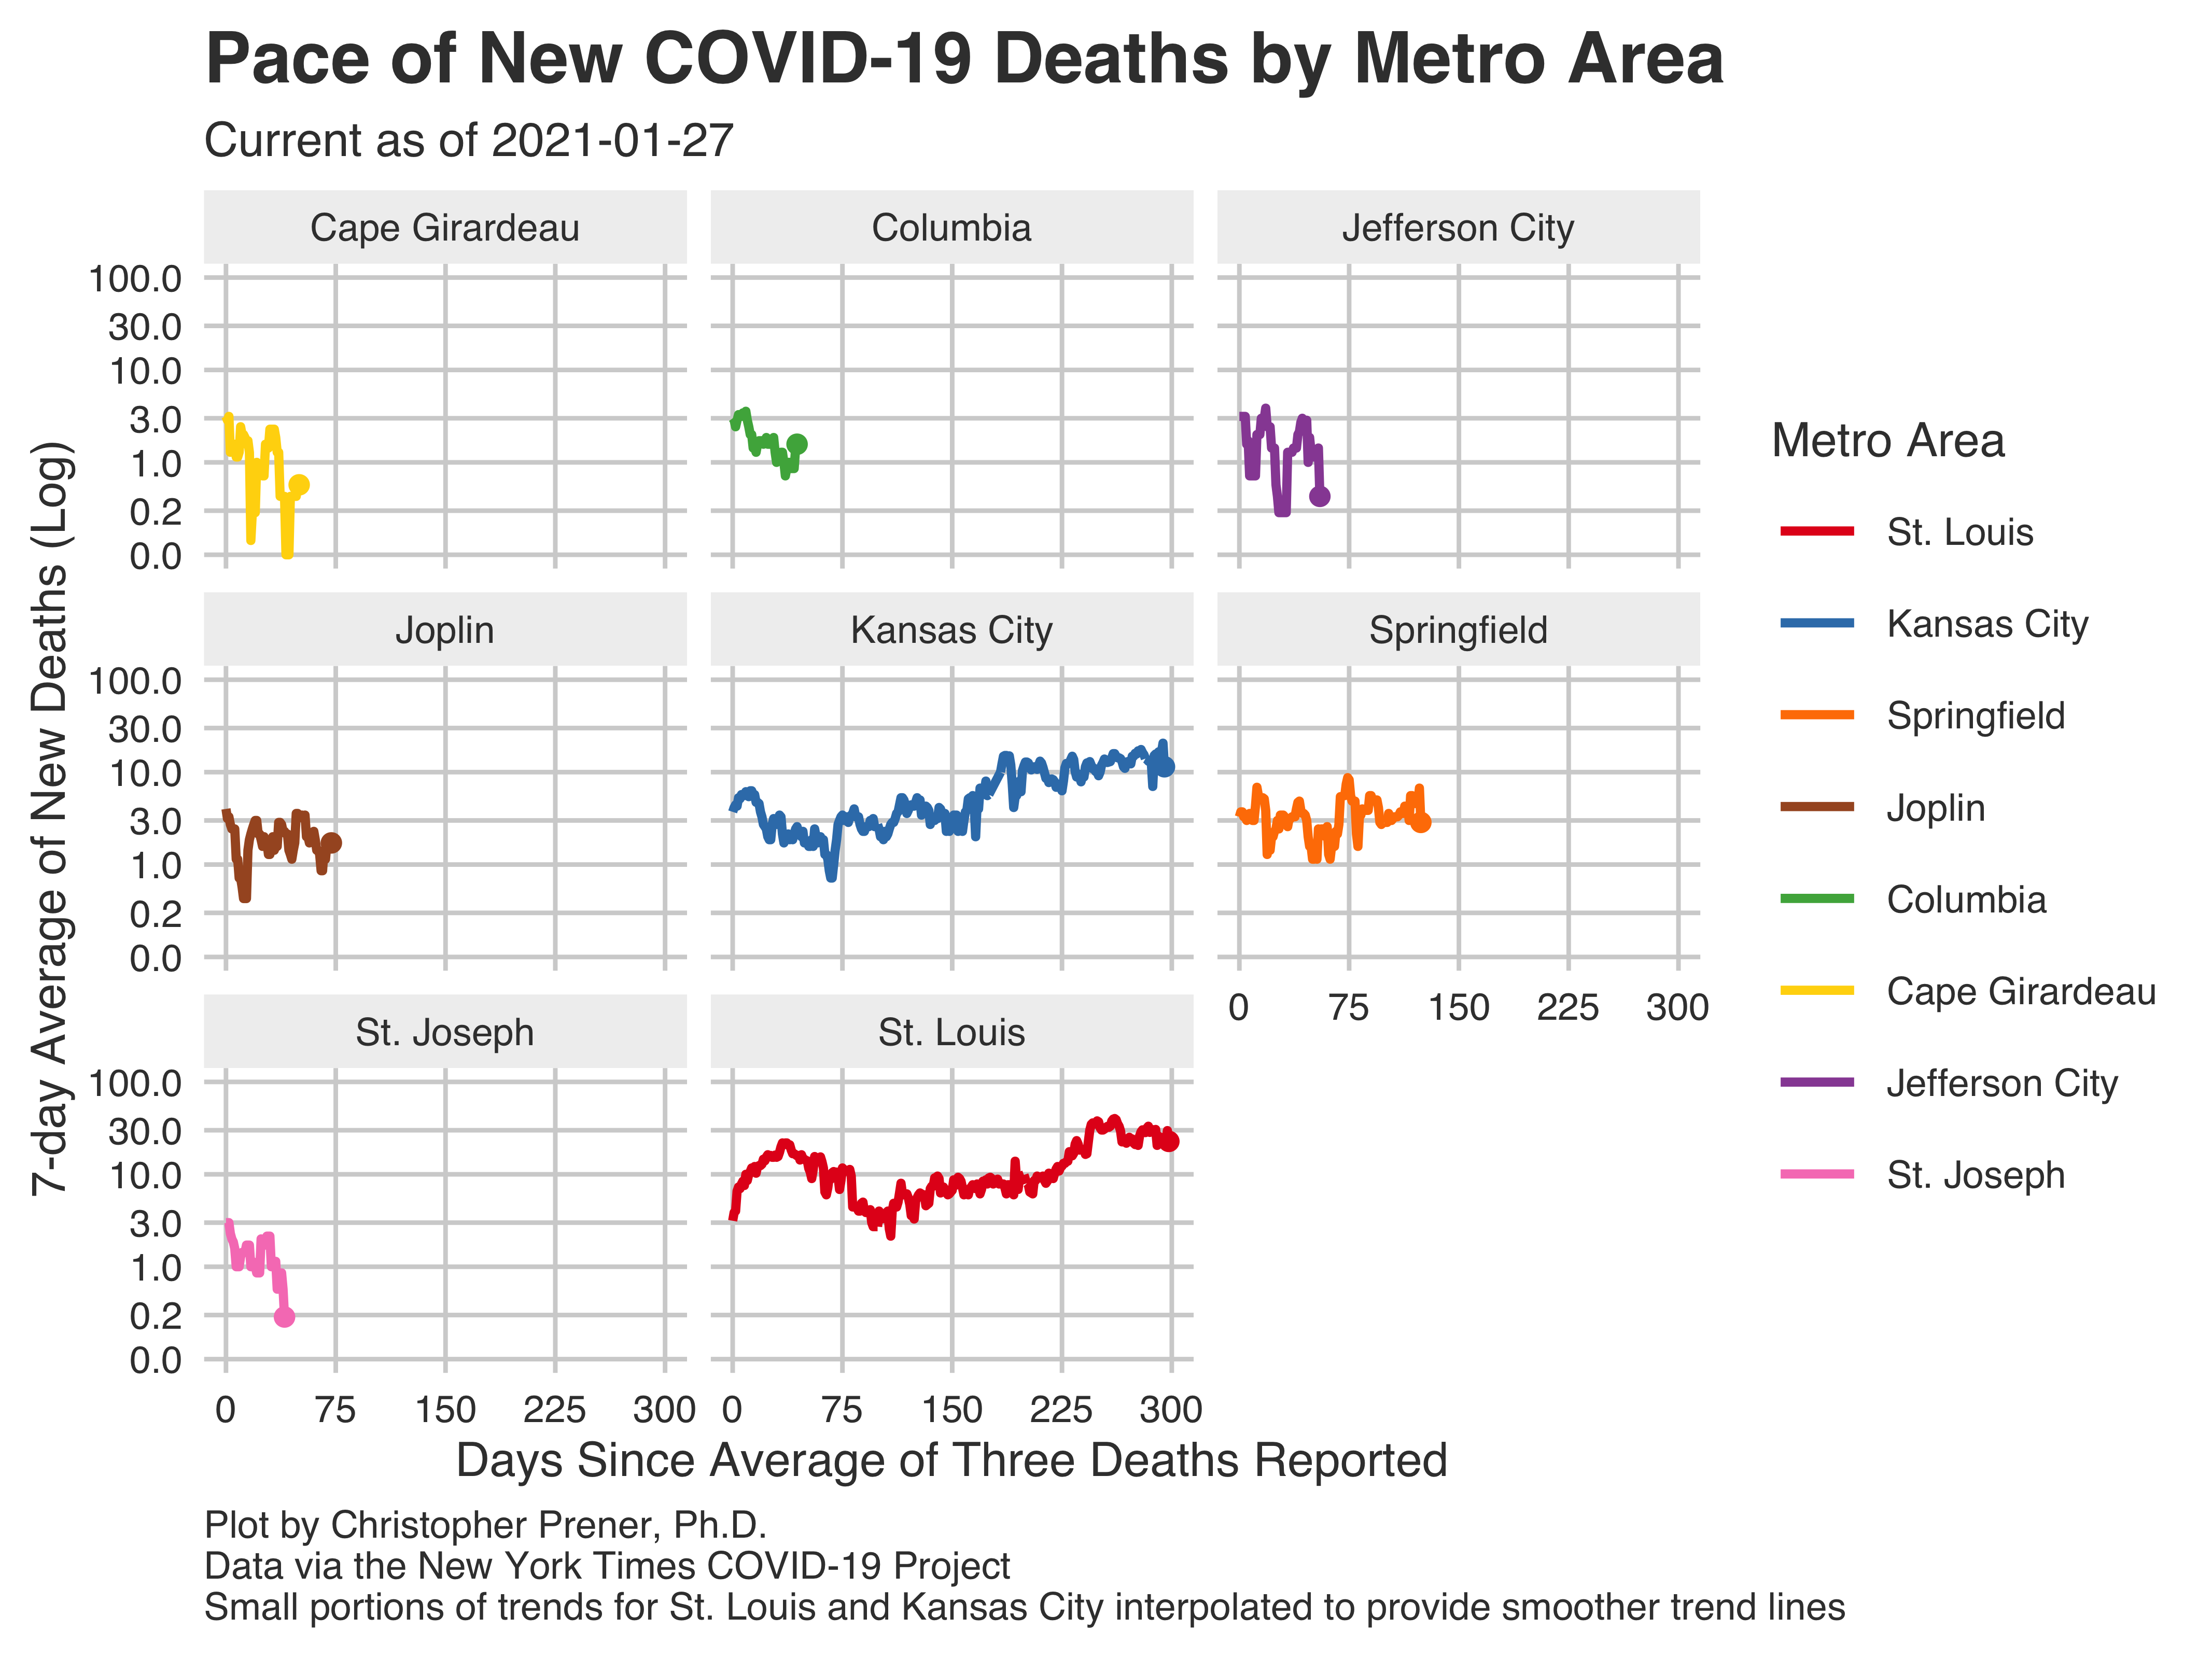 Pace of New COVID-19 Deaths by Metro Area
Current as of 2021-01-27
Cape Girardeau
Columbia
Jefferson City
100.0
30.0
10.0
3.0
1.0
0.2
0.0
Joplin
Kansas City
Springfield
100.0
30.0
10.0
3.0
1.0
0.2
0.0
0 75 150 225 300
St. Joseph
St. Louis
100.0
30.0
10.0
3.0
1.0
0.2
0.0
0 75 150 225 300
0 75 150 225 300
7-day Average of New Deaths (Log)
Days Since Average of Three Deaths Reported
Metro Area
St. Louis
Kansas City
Springfield
Joplin
Columbia
Cape Girardeau
Jefferson City
St. Joseph
Plot by Christopher Prener, Ph.D.
Data via the New York Times COVID-19 Project
Small portions of trends for St. Louis and Kansas City interpolated to provide smoother trend lines